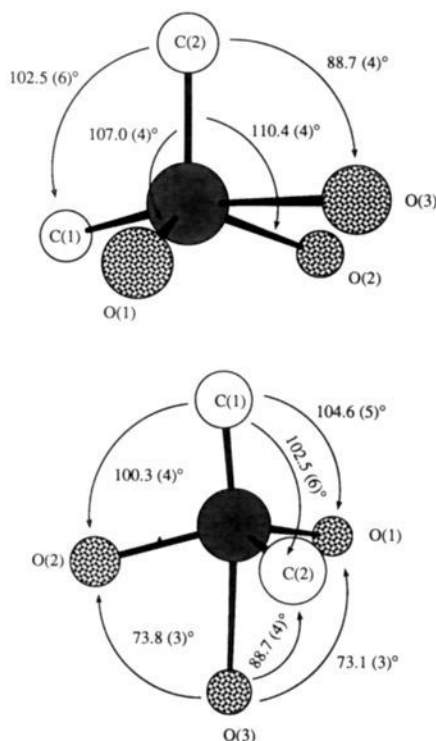 C(2)
102.5 (6)°
88.7 (4)°
107.0 (4)°
110.4 (4)°
O(3)
C(1)
O(2)
O(1)
C(1)
104.6 (5)°
102.5 (6)°
100.3 (4)°
O(1)
O(2)
C(2)
88.7 (4)°
73.8 (3)°
73.1 (3)°
O(3)